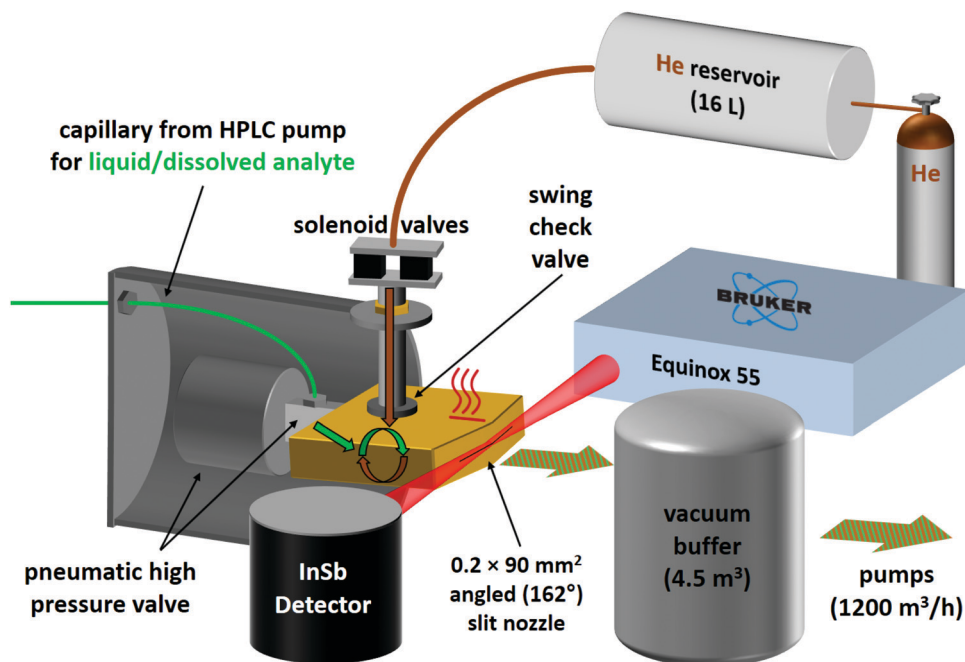 He reservoir
(16 L)
He
capillary from HPLC pump
for liquid/dissolved analyte
solenoid valves
swing
check
valve
BRUKER
Equinox 55
vacuum
buffer
(4.5 m³)
pumps
(1200 m³/h)
pneumatic high
pressure valve
InSb
Detector
0.2 × 90 mm²
angled (162°)
slit nozzle